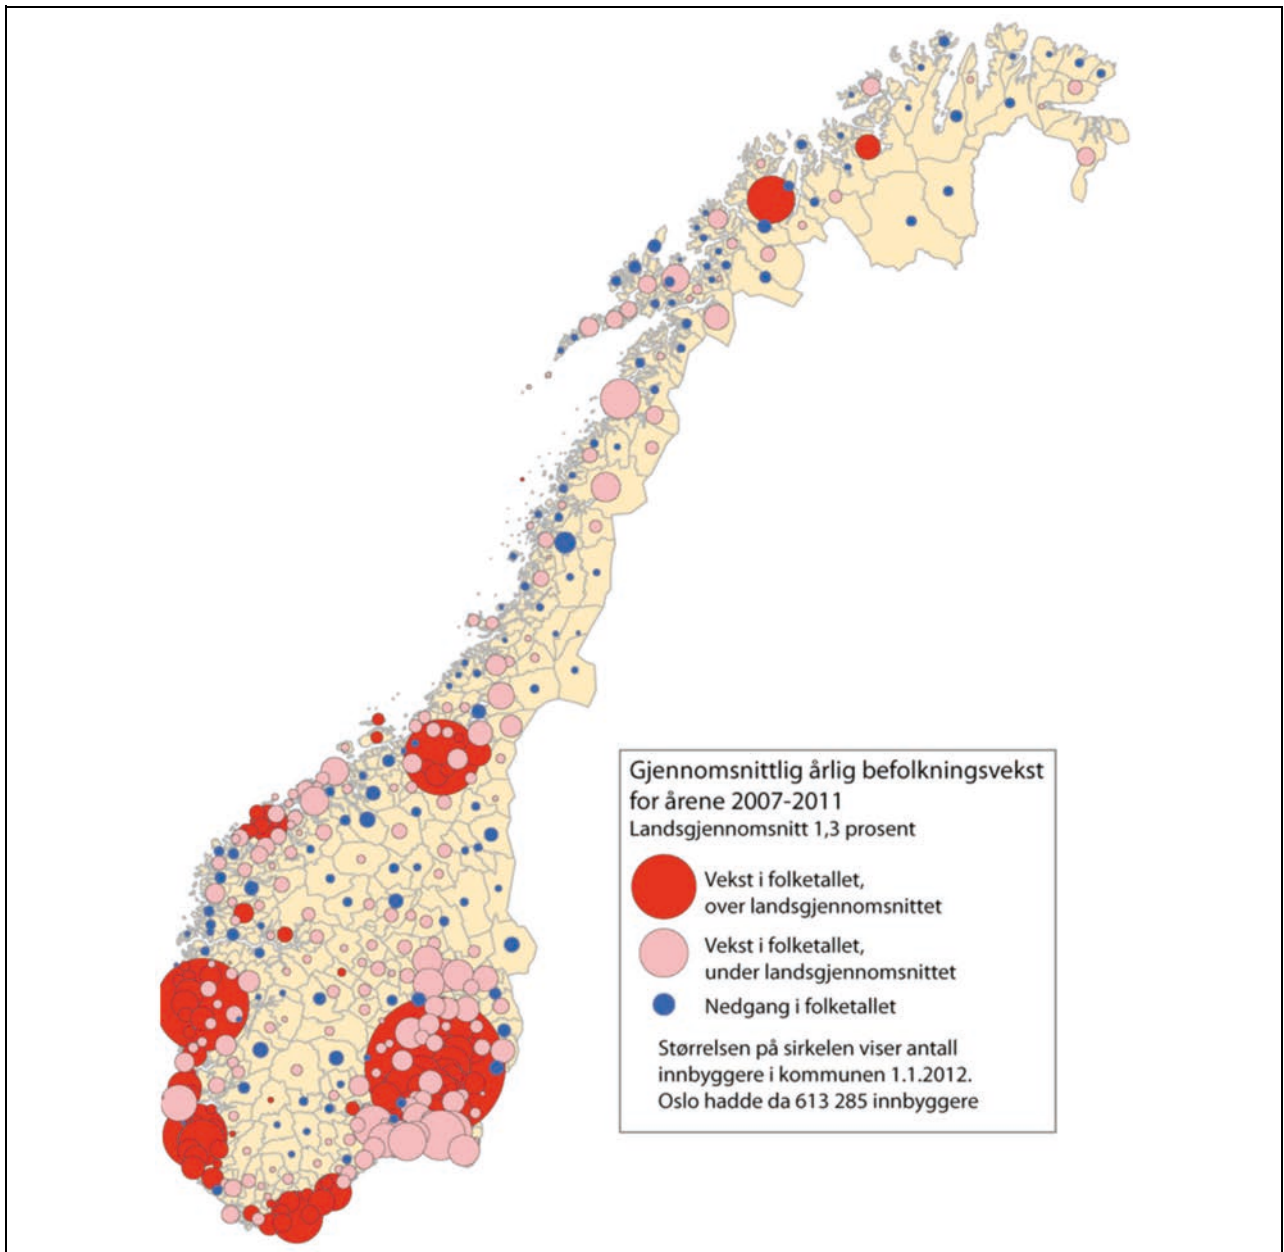 Gjennomsnittlig årlig befolkningsvekst
for årene 2007-2011
Landsgjennomsnitt 1,3 prosent
Vekst i folketallet,
over landsgjennomsnittet
Vekst i folketallet,
under landsgjennomsnittet
Nedgang i folketallet
Størrelsen på sirkelen viser antall
innbyggere i kommunen 1.1.2012.
Oslo hadde da 613 285 innbyggere